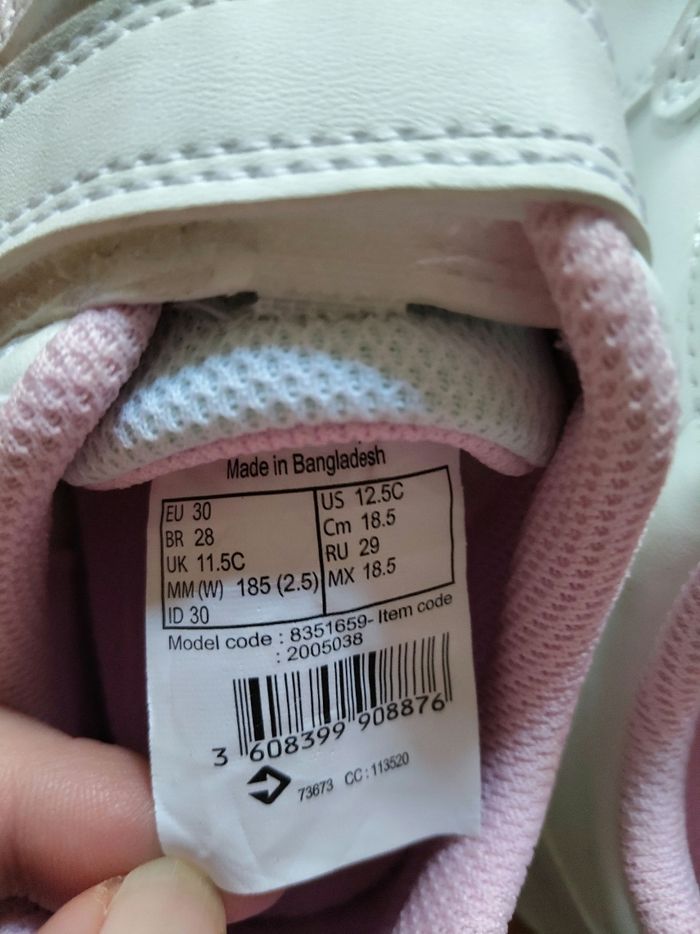 Made in Bangladesh
EU 30
BR 28
UK 11.5C
MM (W) 185 (2.5)
ID 30
US 12.5C
Cm 18.5
RU 29
MX 18.5
Model code : 8351659- Item code
: 2005038
3 608399 908876
73673 CC : 113520